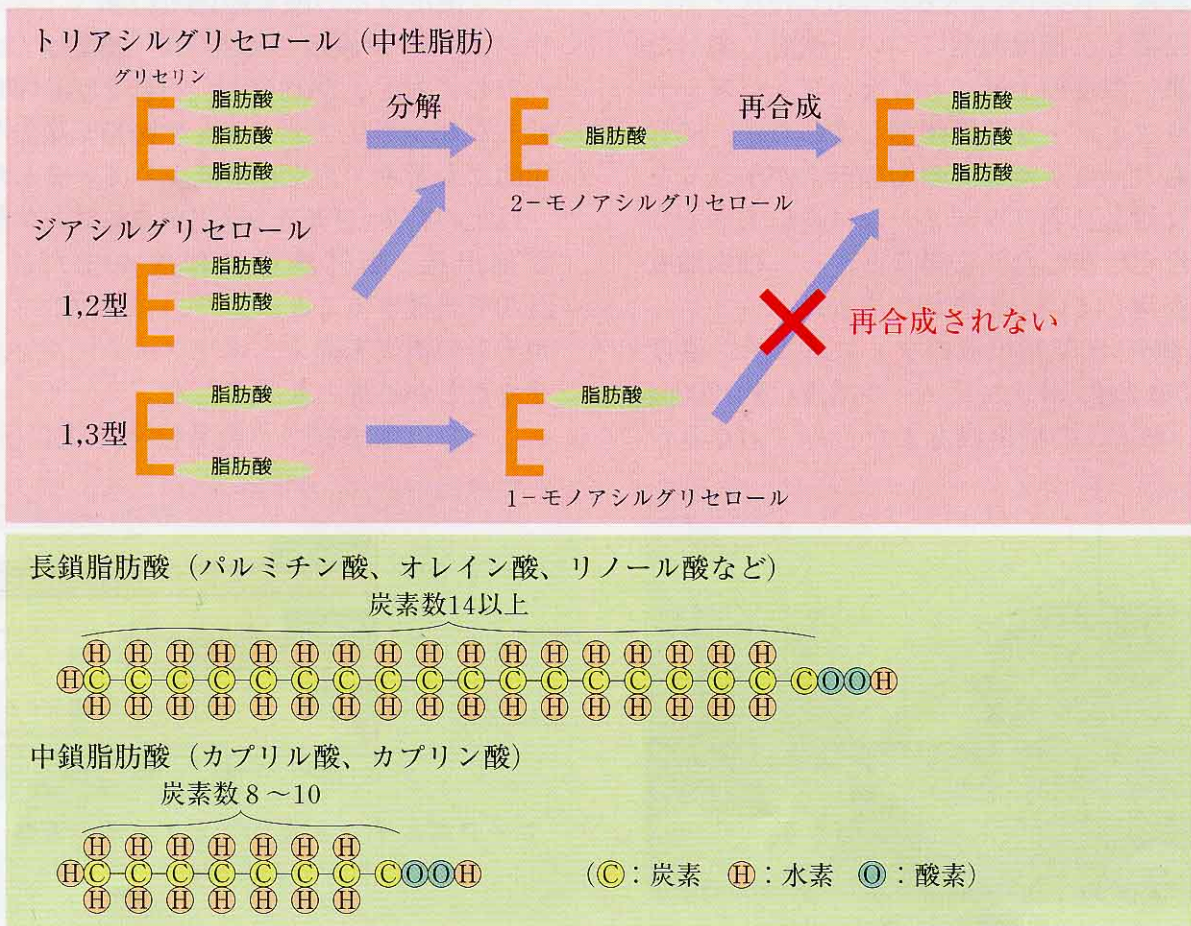 トリアシルグリセロール（中性脂肪）
グリセリン
脂肪酸
脂肪酸
脂肪酸
分解
脂肪酸
2-モノアシルグリセロール
再合成
脂肪酸
脂肪酸
脂肪酸
ジアシルグリセロール
1,2型
脂肪酸
脂肪酸
再合成されない
1,3型
脂肪酸
脂肪酸
脂肪酸
1-モノアシルグリセロール
長鎖脂肪酸（パルミチン酸、オレイン酸、リノール酸など）
炭素数14以上
H H H H H H H H H H H H H H H H H
H C C C C C C C C C C C C C C C C C C O O H
H H H H H H H H H H H H H H H H H
中鎖脂肪酸（カプリル酸、カプリン酸）
炭素数8～10
H H H H H H H
H C C C C C C C C O O H
H H H H H H H
（C：炭素 H：水素 O：酸素）